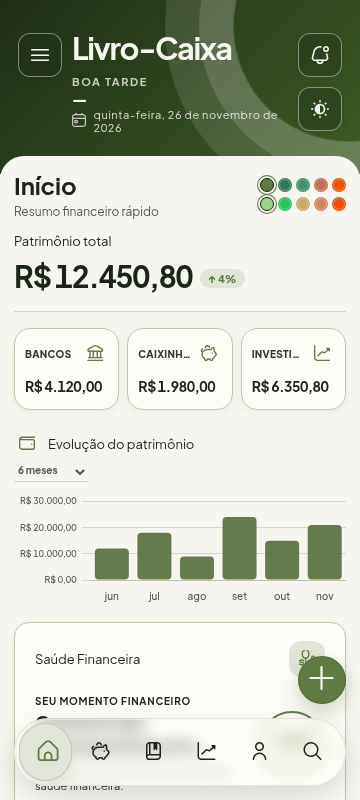 Livro-Caixa
BOA TARDE
quinta-feira, 26 de novembro de
2026
Início
Resumo financeiro rápido
Patrimônio total
R$ 12.450,80
4%
BANCOS
CAIXINH...
INVESTI...
R$ 4.120,00
R$ 1.980,00
R$ 6.350,80
Evolução do patrimônio
6 meses
R$ 30.000,00
R$ 20.000,00
R$ 10.000,00
R$ 0,00
jun jul ago set out nov
Saúde Financeira
SEU MOMENTO FINANCEIRO
saúde financeira.